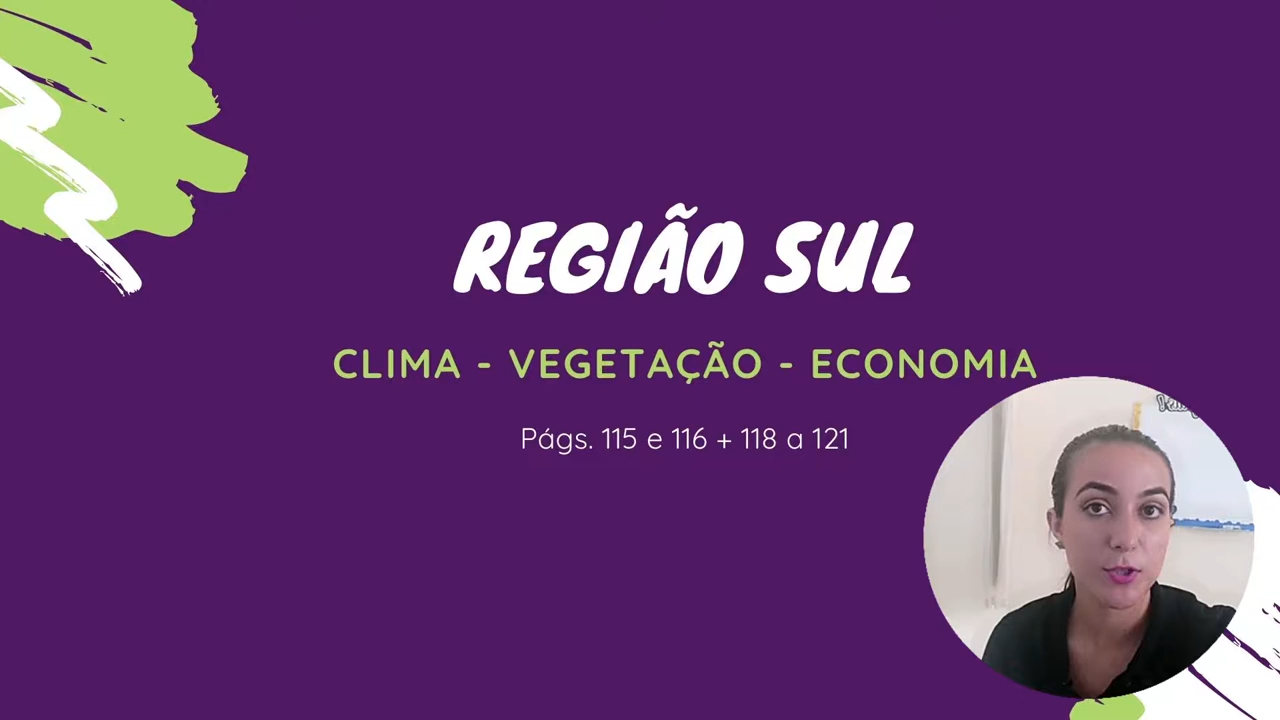 REGIÃO SUL
CLIMA - VEGETAÇÃO - ECONOMIA
Págs. 115 e 116 + 118 a 121